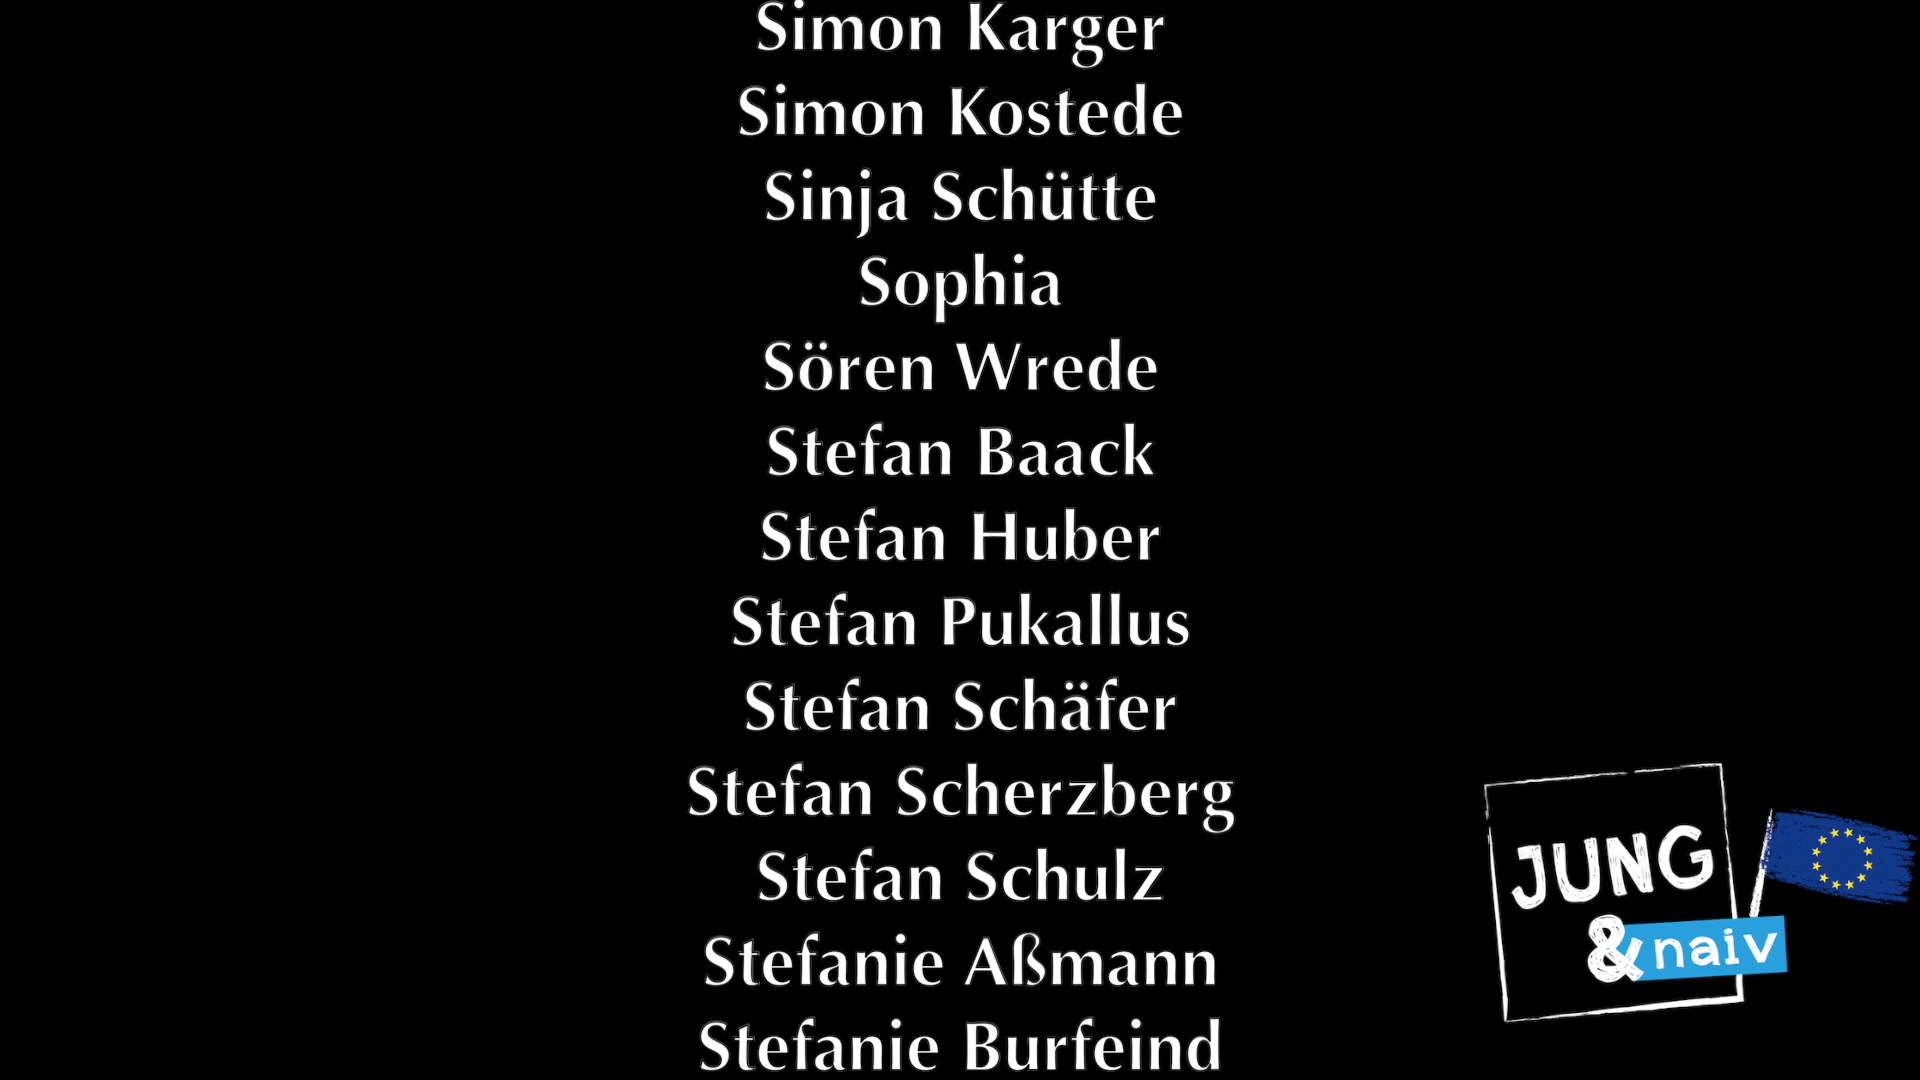 Simon Karger
Simon Kostede
Sinja Schütte
Sophia
Sören Wrede
Stefan Baack
Stefan Huber
Stefan Pukallus
Stefan Schäfer
Stefan Scherzberg
Stefan Schulz
Stefanie Aßmann
Stefanie Burfeind
JUNG
&naiv